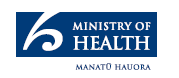 MINISTRY OF
HEALTH
MANATŪ HAUORA